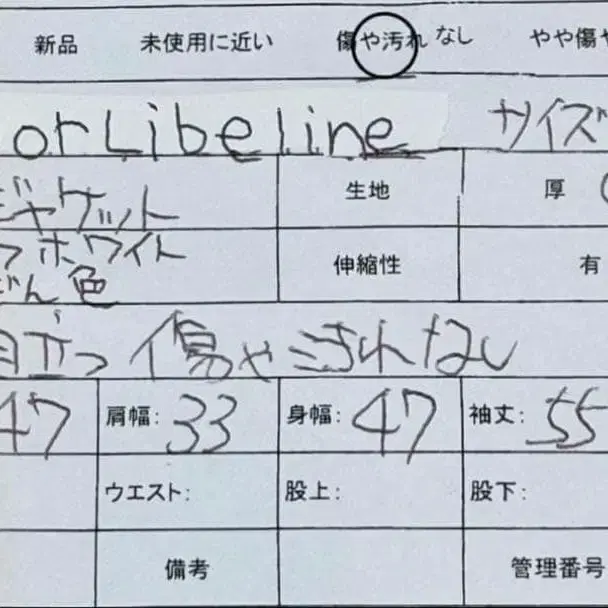 新品 未使用に近い 傷や汚れなし やや傷や
orLibeline サイズ
ジャケット 生地 厚
フホワイト 伸縮性 有
どん色
目立つ傷や汚れなし
47 肩幅: 33 身幅: 47 袖丈: 55
ウエスト: 股上: 股下:
備考 管理番号